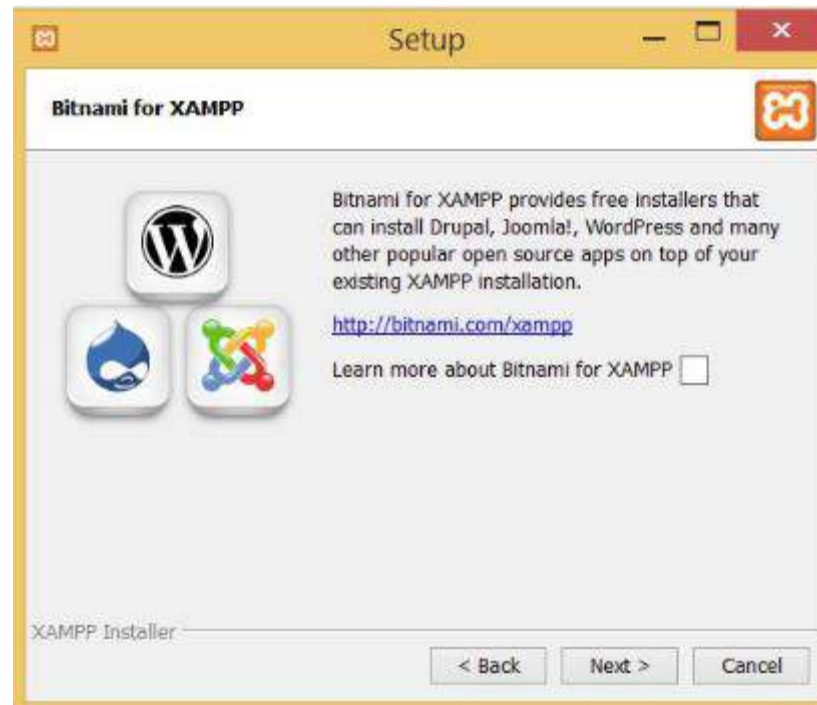 Setup
Bitnami for XAMPP
Bitnami for XAMPP provides free installers that
can install Drupal, Joomla!, WordPress and many
other popular open source apps on top of your
existing XAMPP installation.
http://bitnami.com/xampp
Learn more about Bitnami for XAMPP
XAMPP Installer
< Back
Next >
Cancel